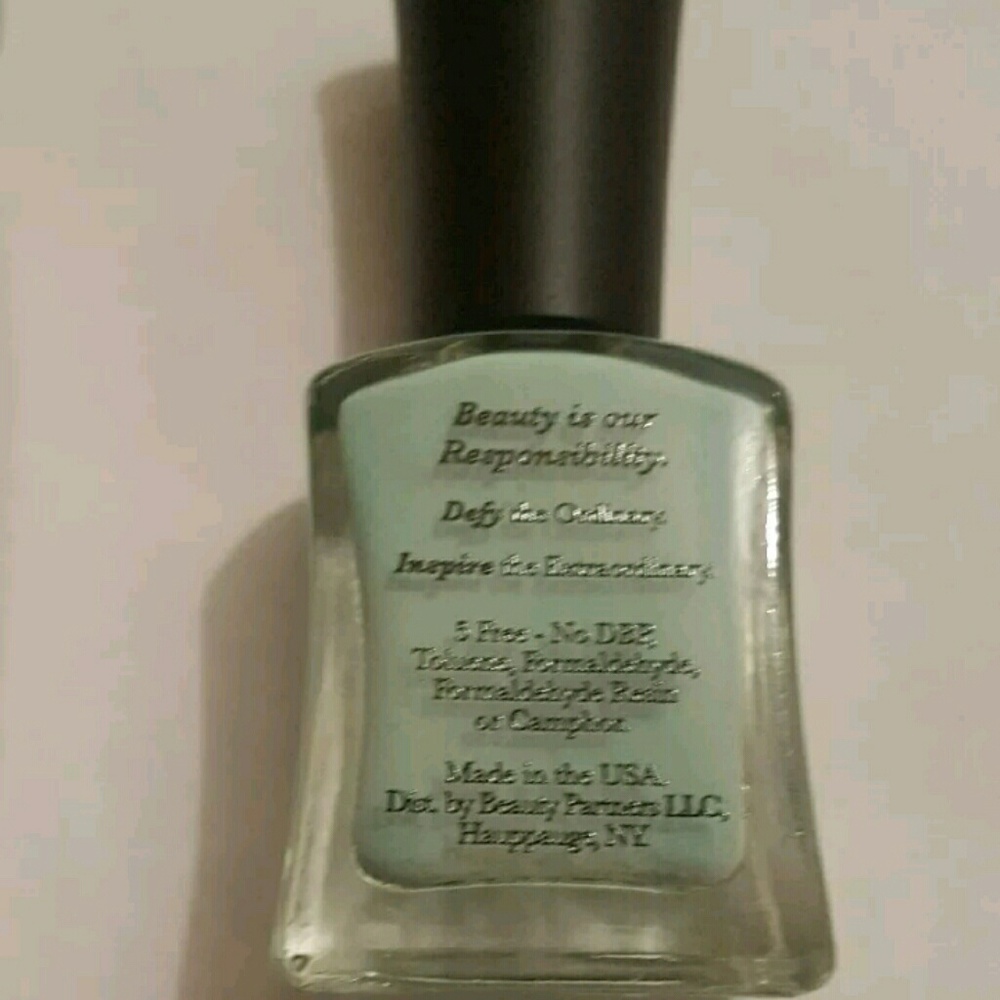 Beauty is our
Responsibility.
Defy the Ordinary.
Inspire the Extraordinary.
5 Free - No DBP,
Toluene, Formaldehyde,
Formaldehyde Resin
or Camphor.
Made in the USA.
Dist. by Beauty Partners LLC,
Hauppauge, NY